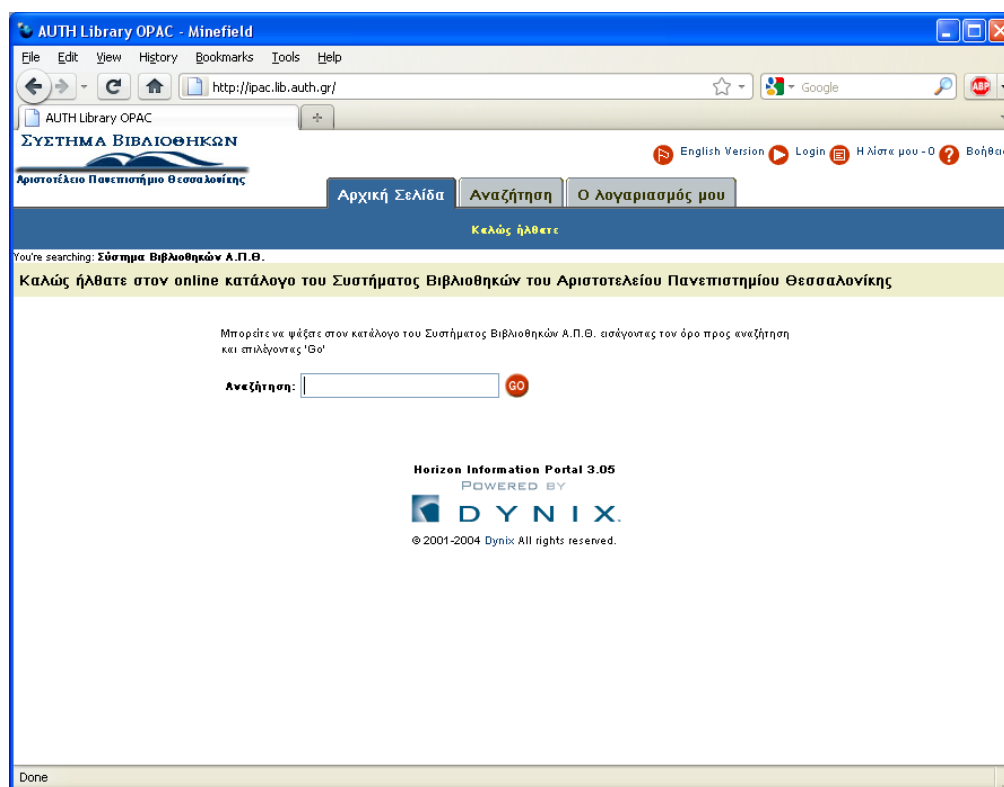 AUTH Library OPAC - Minefield
File Edit View History Bookmarks Tools Help
http://ipac.lib.auth.gr/
Google
ABP
AUTH Library OPAC
ΣΥΣΤΗΜΑ ΒΙΒΛΙΟΘΗΚΩΝ
Αριστοτέλειο Πανεπιστήμιο Θεσσαλονίκης
English Version Login Η λίστα μου - 0 Βοήθει
Αρχική Σελίδα Αναζήτηση Ο λογαριασμός μου
Καλώς ήλθατε
You're searching: Σύστημα Βιβλιοθηκών Α.Π.Θ.
Καλώς ήλθατε στον online κατάλογο του Συστήματος Βιβλιοθηκών του Αριστοτελείου Πανεπιστημίου Θεσσαλονίκης
Μπορείτε να ψάξετε στον κατάλογο του Συστήματος Βιβλιοθηκών Α.Π.Θ. εισάγοντας τον όρο προς αναζήτηση
και επιλέγοντας 'Go'
Αναζήτηση: GO
Horizon Information Portal 3.05
POWERED BY
DYNIX.
© 2001-2004 Dynix All rights reserved.
Done